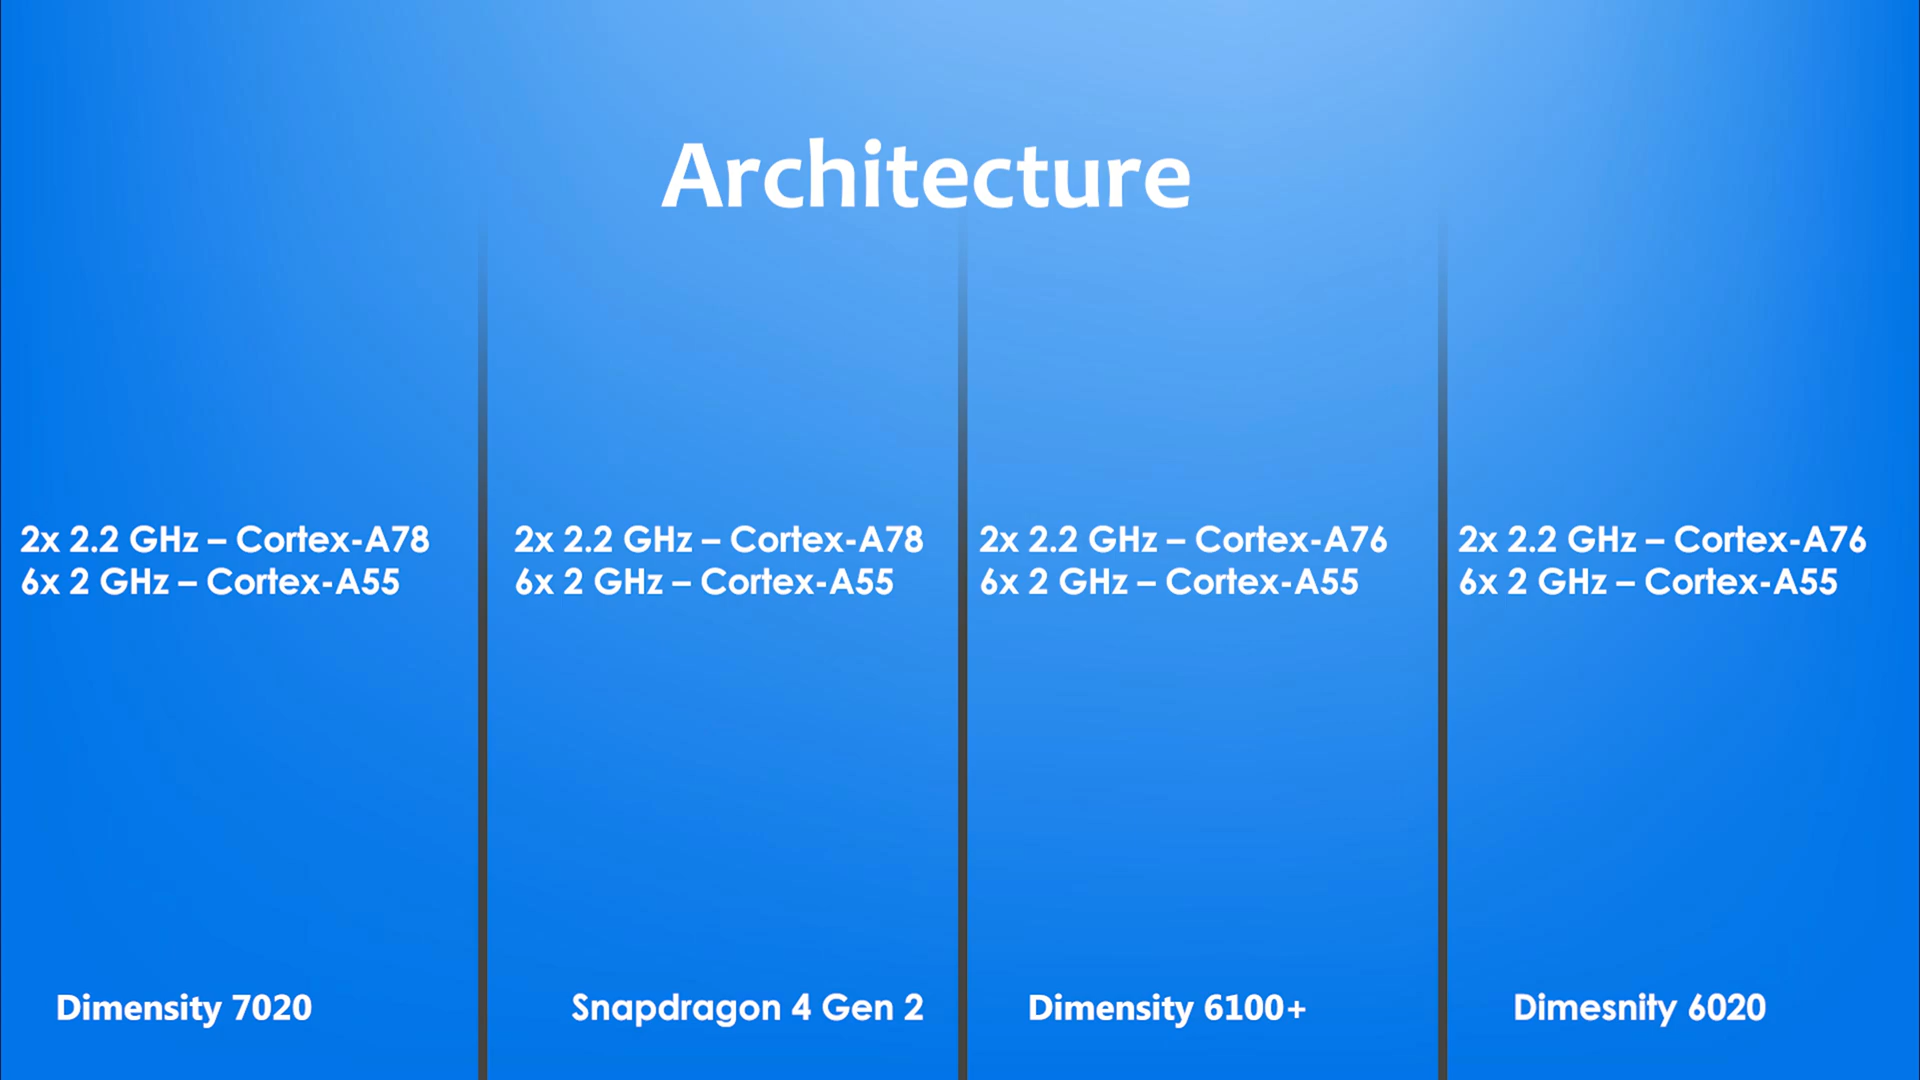 Architecture
2x 2.2 GHz – Cortex-A78
6x 2 GHz – Cortex-A55
2x 2.2 GHz – Cortex-A78
6x 2 GHz – Cortex-A55
2x 2.2 GHz – Cortex-A76
6x 2 GHz – Cortex-A55
2x 2.2 GHz – Cortex-A76
6x 2 GHz – Cortex-A55
Dimensity 7020
Snapdragon 4 Gen 2
Dimensity 6100+
Dimesnity 6020